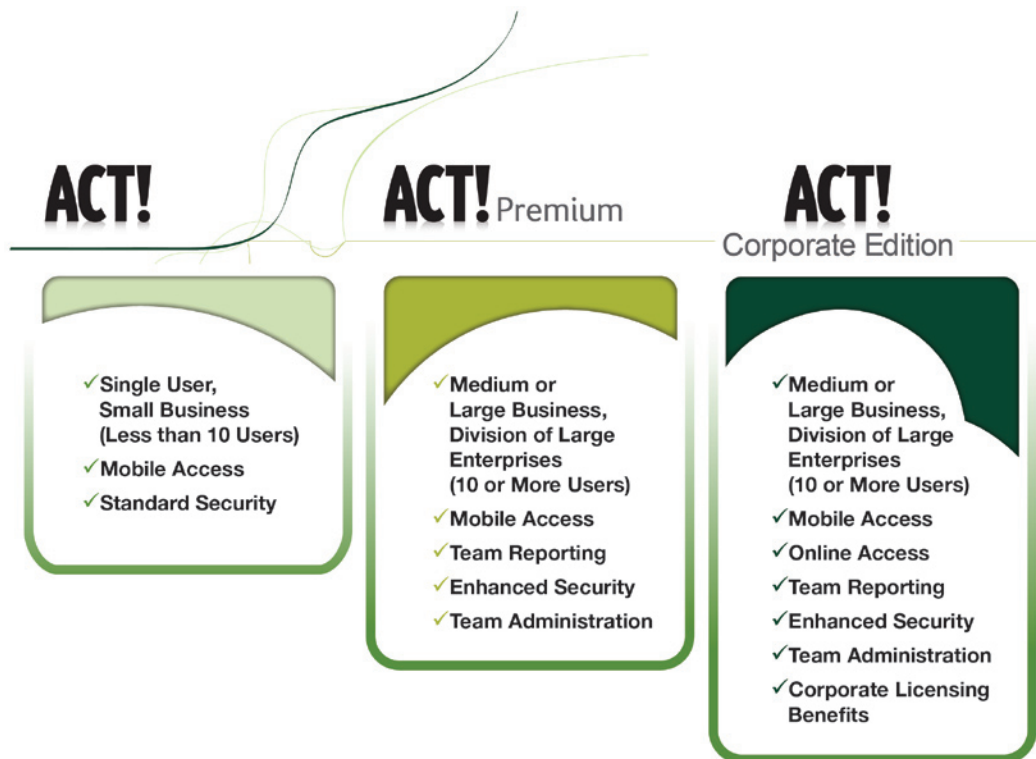 ACT!
ACT! Premium
ACT!
Corporate Edition
✓Single User,
Small Business
(Less than 10 Users)
✓Mobile Access
✓Standard Security
✓Medium or
Large Business,
Division of Large
Enterprises
(10 or More Users)
✓Mobile Access
✓Team Reporting
✓Enhanced Security
✓Team Administration
✓Medium or
Large Business,
Division of Large
Enterprises
(10 or More Users)
✓Mobile Access
✓Online Access
✓Team Reporting
✓Enhanced Security
✓Team Administration
✓Corporate Licensing
Benefits